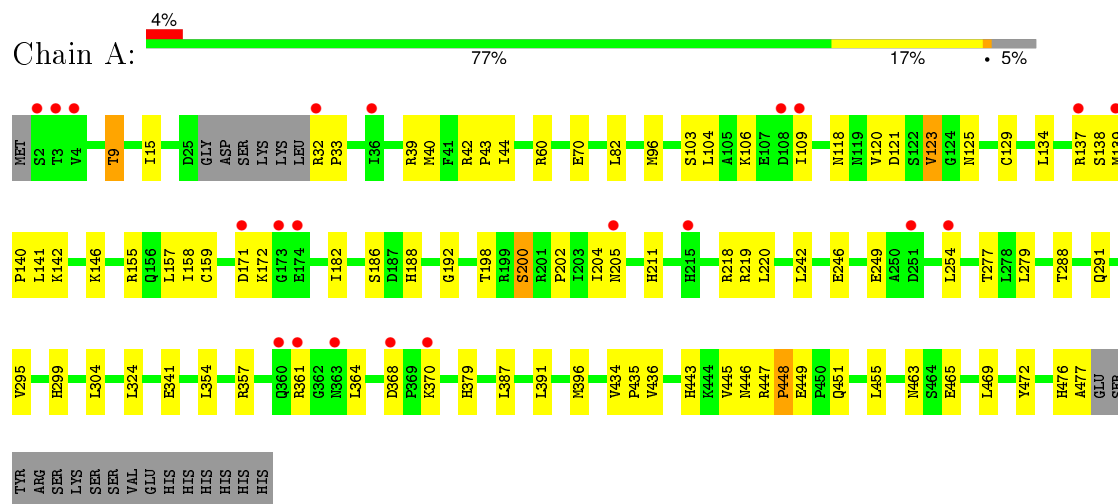 4%
Chain A:
77% 17% • 5%
MET S2 T3 V4 T9 I15 D25 GLY ASP SER LYS LYS LEU R32 P33 I36 R39 M40 F41 R42 P43 I44 R60 E70 L82 M96 S103 L104 A105 K106 E107 D108 I109 N118 N119 V120 D121 S122 V123 G124 N125 C129 L134 R137 S138 M139
P140 L141 K142 K146 R155 Q156 L157 I158 C159 D171 K172 G173 E174 I182 S186 D187 H188 G192 T198 R199 S200 R201 P202 I203 I204 N205 H211 H215 R218 R219 L220 L242 E246 E249 A250 D251 L254 T277 L278 L279 T288 Q291
V295 H299 L304 L324 E341 L354 R357 Q360 R361 G362 N363 L364 D368 P369 K370 H379 L387 L391 M396 V434 P435 V436 H443 K444 V445 N446 R447 P448 E449 P450 Q451 L455 N463 S464 E465 L469 Y472 H476 A477 GLU SER
TYR ARG SER LYS SER SER VAL GLU HIS HIS HIS HIS HIS HIS